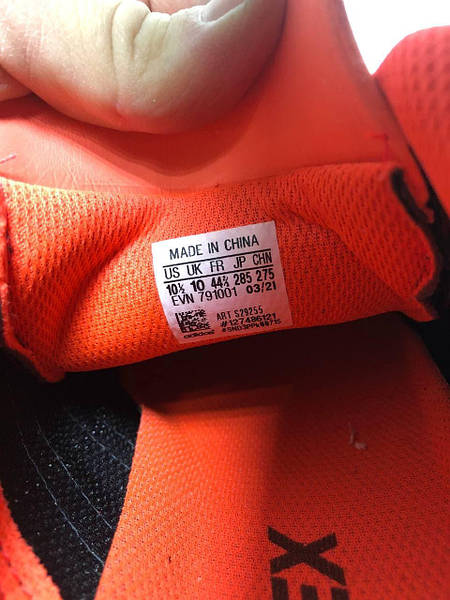 MADE IN CHINA
US UK FR JP CHN
10½ 10 44⅔ 285 275
EVN 791001 03/21
ART S29255
#127486121
adidas
EX